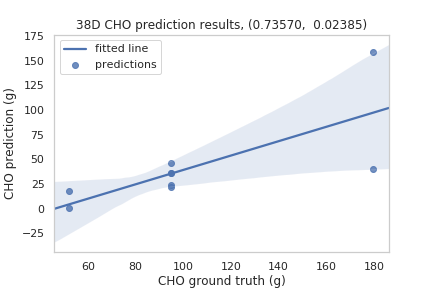 38D CHO prediction results, (0.73570,  0.02385)
fitted line
predictions
175
150
125
100
75
50
25
0
−25
CHO prediction (g)
60 80 100 120 140 160 180
CHO ground truth (g)